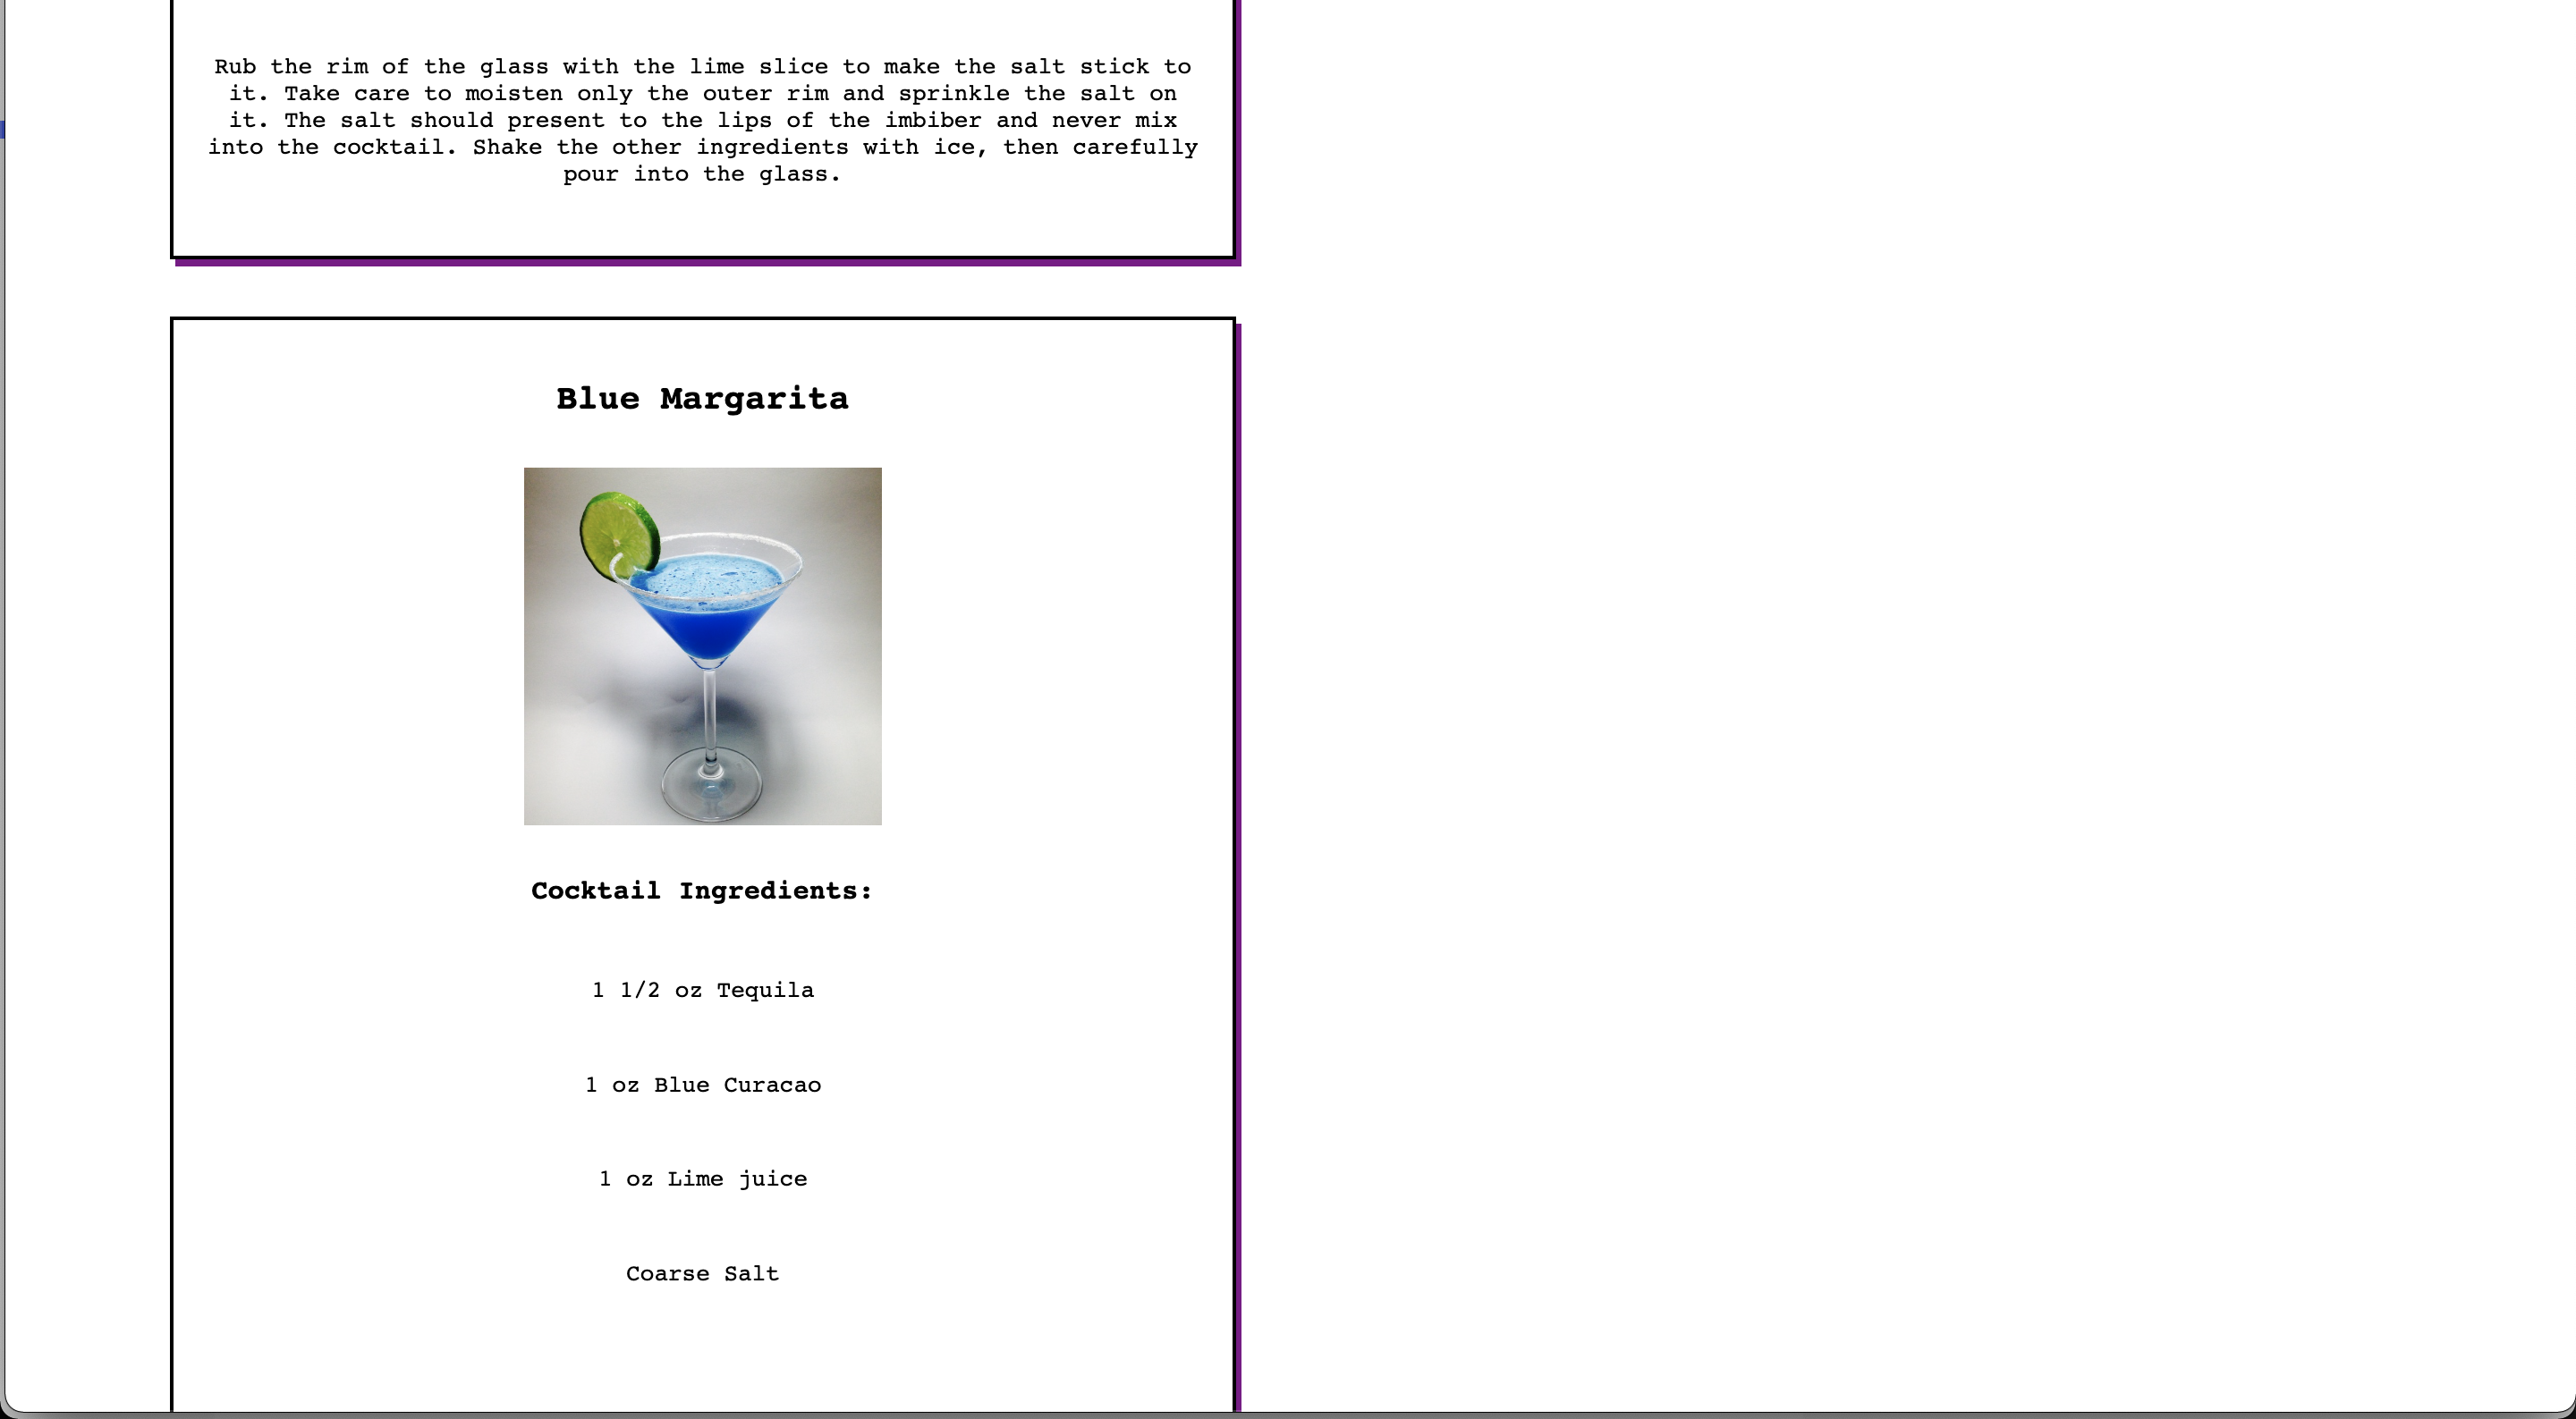 Rub the rim of the glass with the lime slice to make the salt stick to
it. Take care to moisten only the outer rim and sprinkle the salt on
it. The salt should present to the lips of the imbiber and never mix
into the cocktail. Shake the other ingredients with ice, then carefully
pour into the glass.
Blue Margarita
Cocktail Ingredients:
1 1/2 oz Tequila
1 oz Blue Curacao
1 oz Lime juice
Coarse Salt